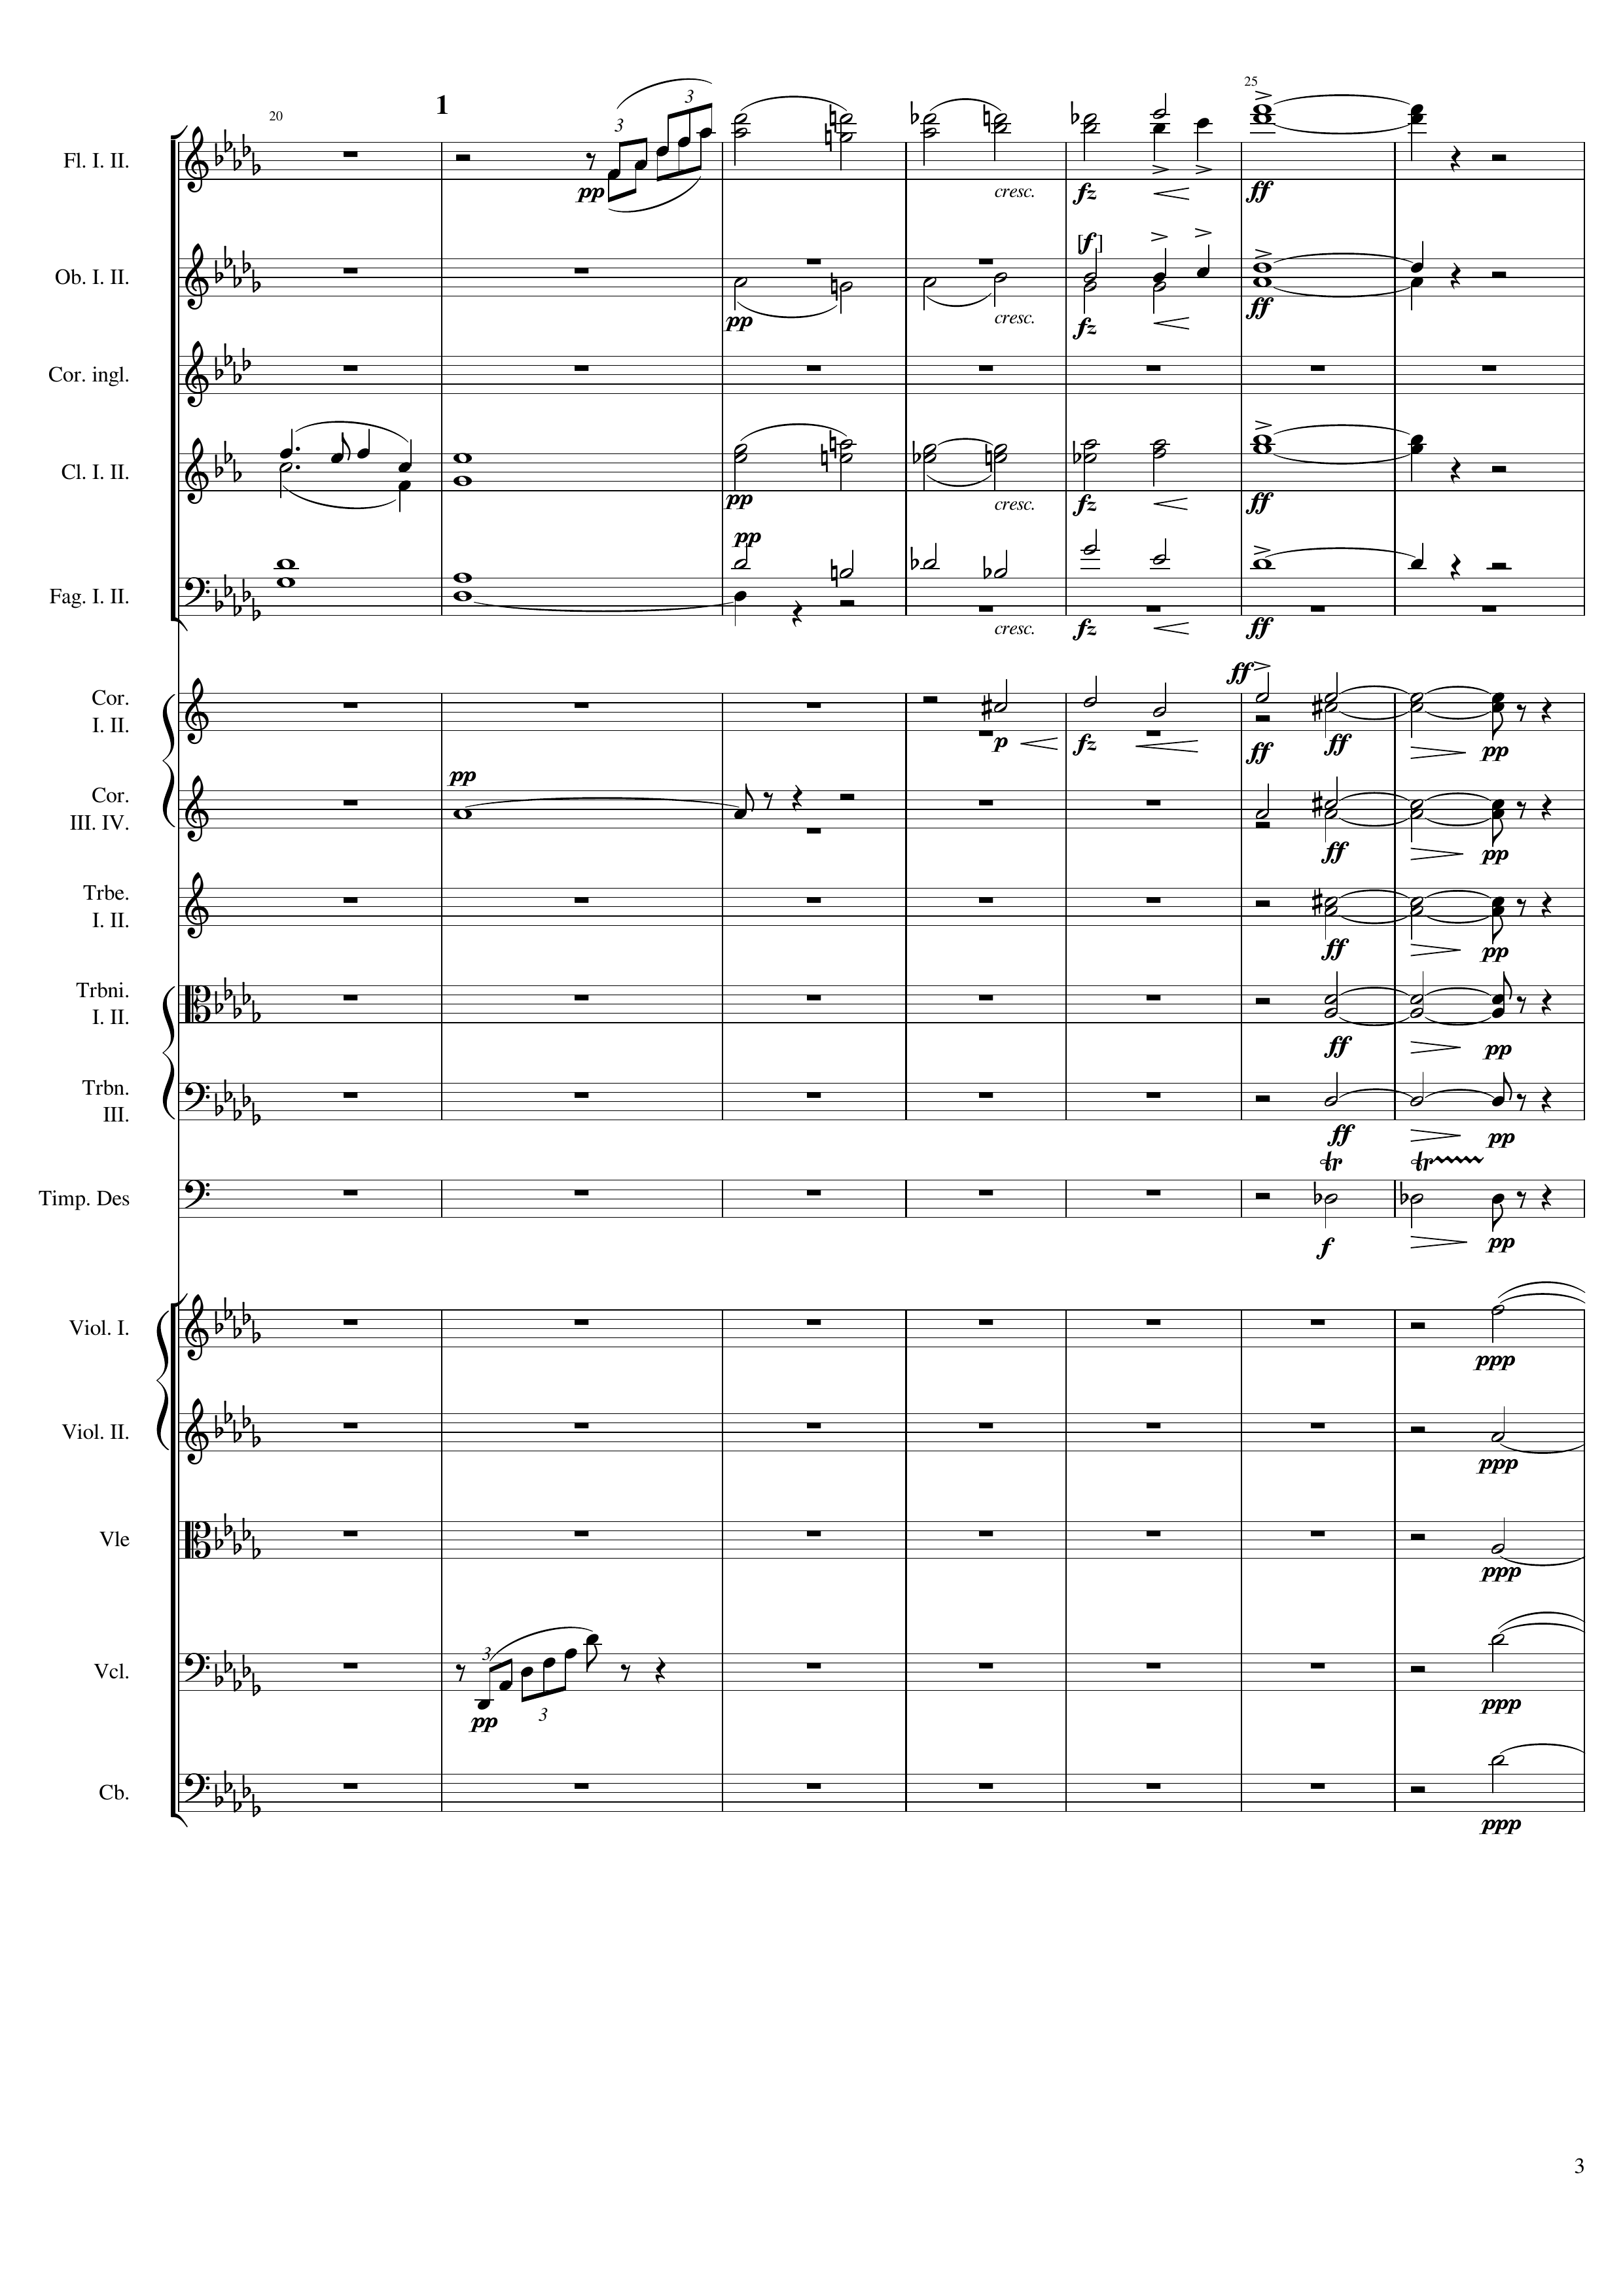 1
20
25
3
3
Fl. I. II.
pp
cresc.
fz
ff
[f]
Ob. I. II.
pp
cresc.
fz
ff
Cor. ingl.
Cl. I. II.
pp
cresc.
fz
ff
pp
Fag. I. II.
cresc.
fz
ff
ff
Cor.
I. II.
p
fz
ff
ff
pp
pp
Cor.
III. IV.
ff
pp
Trbe.
I. II.
ff
pp
Trbni.
I. II.
ff
pp
Trbn.
III.
ff
pp
tr
tr
Timp. Des
f
pp
Viol. I.
ppp
Viol. II.
ppp
Vle
ppp
3
Vcl.
pp
3
ppp
Cb.
ppp
3